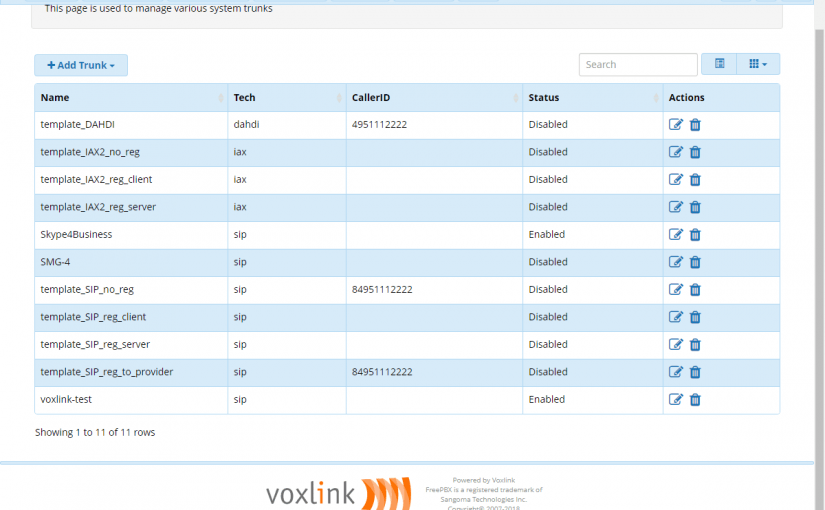 This page is used to manage various system trunks
Add Trunk
Search
Name Tech CallerID Status Actions
template_DAHDI dahdi 4951112222 Disabled
template_IAX2_no_reg iax Disabled
template_IAX2_reg_client iax Disabled
template_IAX2_reg_server iax Disabled
Skype4Business sip Enabled
SMG-4 sip Disabled
template_SIP_no_reg sip 84951112222 Disabled
template_SIP_reg_client sip Disabled
template_SIP_reg_server sip Disabled
template_SIP_reg_to_provider sip 84951112222 Disabled
voxlink-test sip Enabled
Showing 1 to 11 of 11 rows
voxlink
Powered by Voxlink
FreePBX is a registered trademark of
Sangoma Technologies Inc.
Copyright© 2007-2018